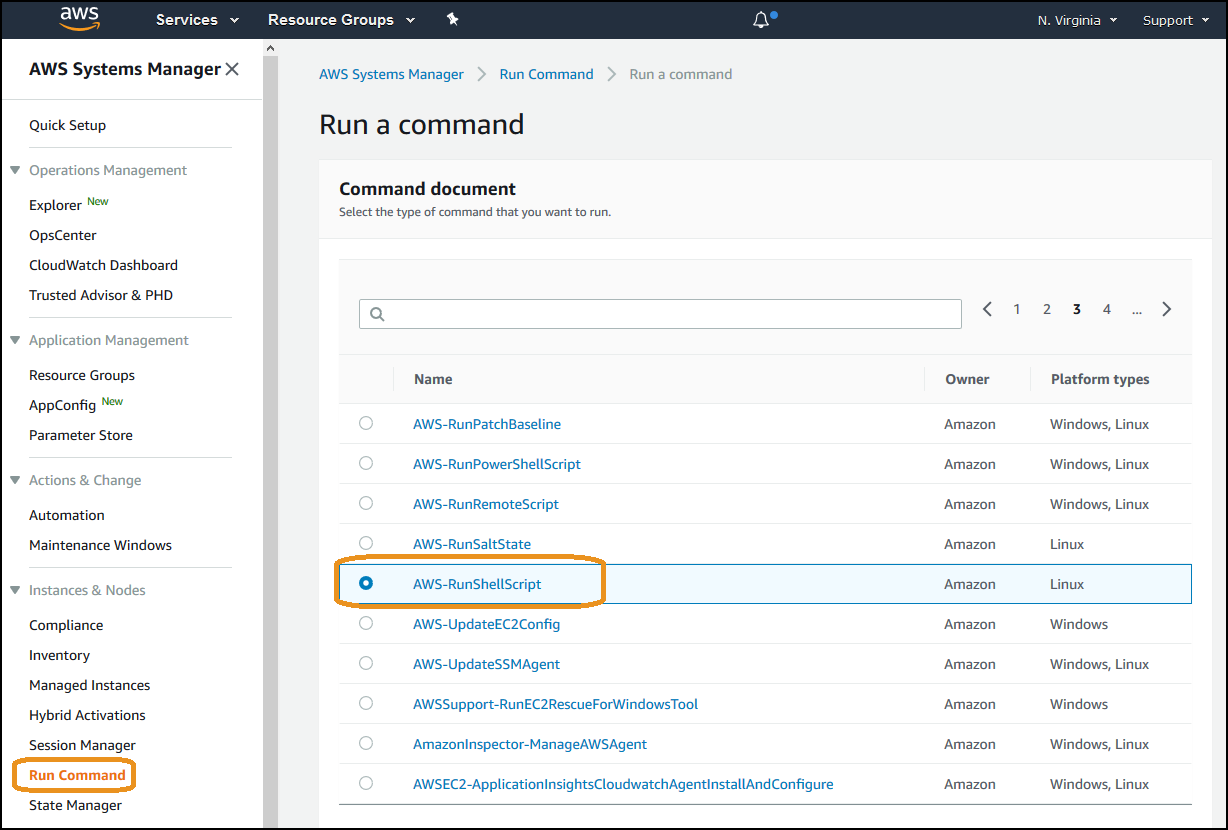 aws Services Resource Groups N. Virginia Support
AWS Systems Manager
Quick Setup
Operations Management
Explorer New
OpsCenter
CloudWatch Dashboard
Trusted Advisor & PHD
Application Management
Resource Groups
AppConfig New
Parameter Store
Actions & Change
Automation
Maintenance Windows
Instances & Nodes
Compliance
Inventory
Managed Instances
Hybrid Activations
Session Manager
Run Command
State Manager
AWS Systems Manager > Run Command > Run a command
Run a command
Command document
Select the type of command that you want to run.
1 2 3 4 ...
Name Owner Platform types
AWS-RunPatchBaseline Amazon Windows, Linux
AWS-RunPowerShellScript Amazon Windows, Linux
AWS-RunRemoteScript Amazon Windows, Linux
AWS-RunSaltState Amazon Linux
AWS-RunShellScript Amazon Linux
AWS-UpdateEC2Config Amazon Windows
AWS-UpdateSSMAgent Amazon Windows, Linux
AWSSupport-RunEC2RescueForWindowsTool Amazon Windows
AmazonInspector-ManageAWSAgent Amazon Windows, Linux
AWSEC2-ApplicationInsightsCloudwatchAgentInstallAndConfigure Amazon Windows, Linux